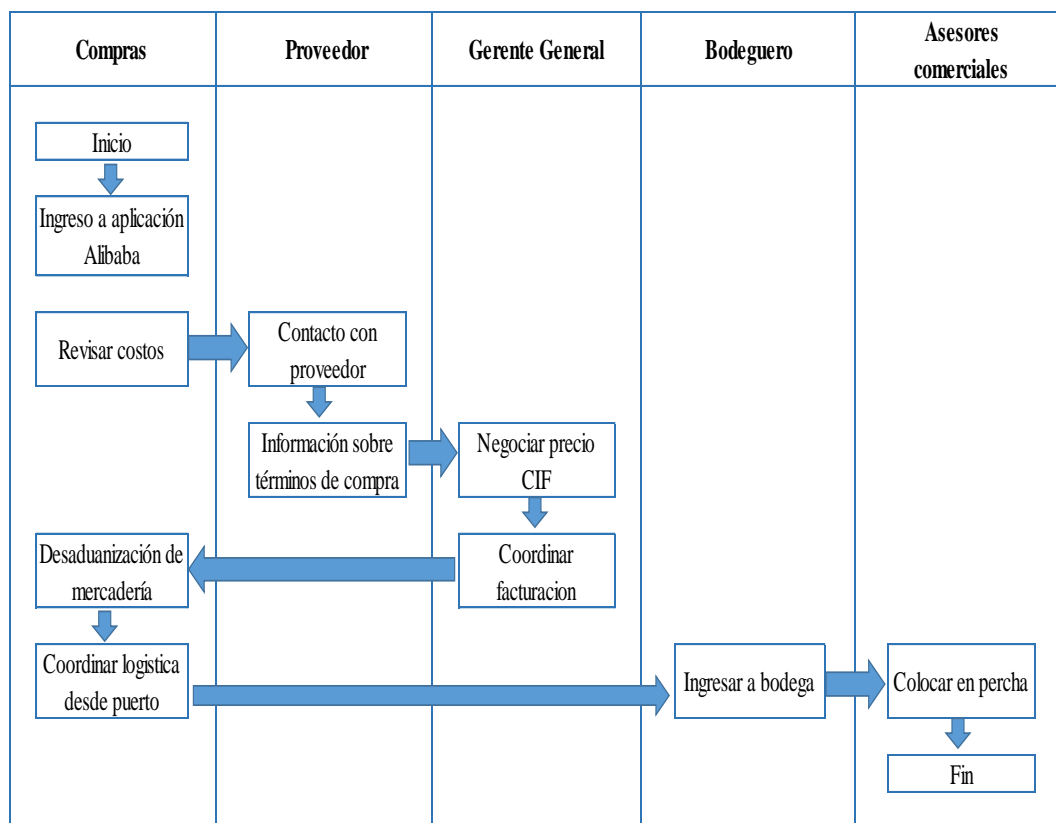 Compras
Proveedor
Gerente General
Bodeguero
Asesores
comerciales
Inicio
Ingreso a aplicación
Alibaba
Revisar costos
Contacto con
proveedor
Información sobre
términos de compra
Negociar precio
CIF
Desaduanización de
mercadería
Coordinar
facturacion
Coordinar logistica
desde puerto
Ingresar a bodega
Colocar en percha
Fin